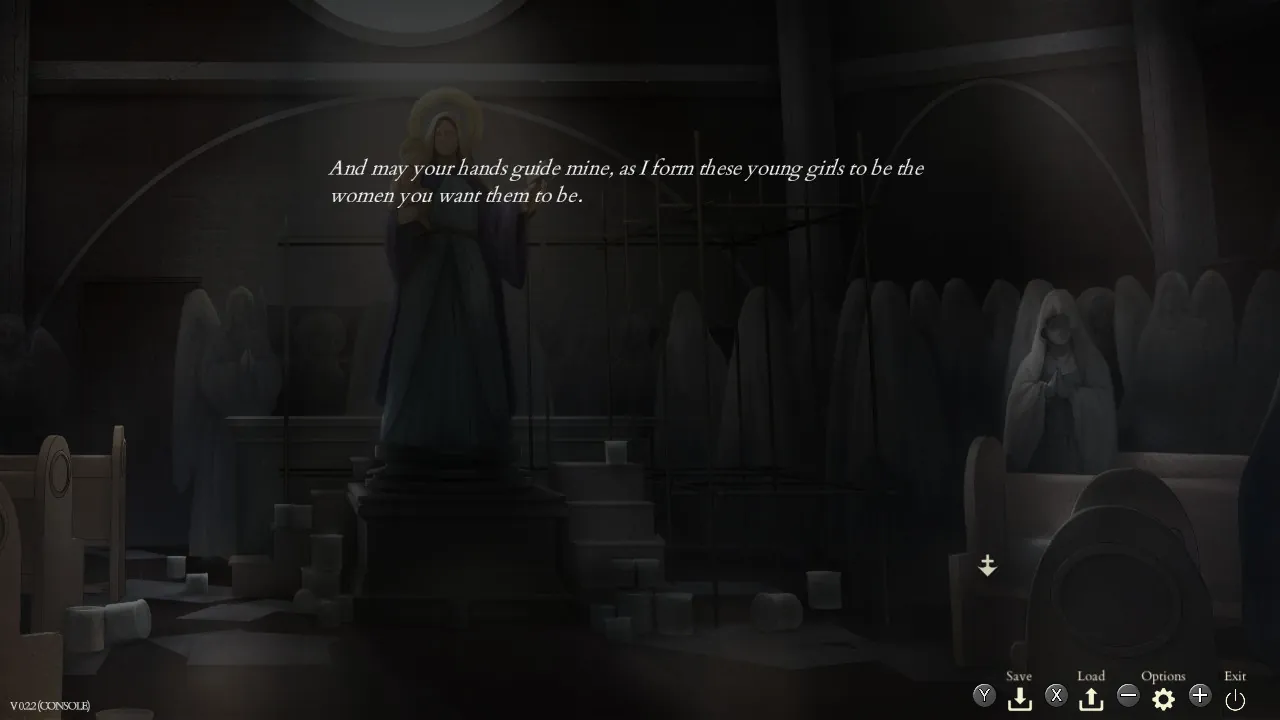 And may your hands guide mine, as I form these young girls to be the
women you want them to be.
Save
Load
Options
Exit
Y
X
V 0.2.2 (CONSOLE)